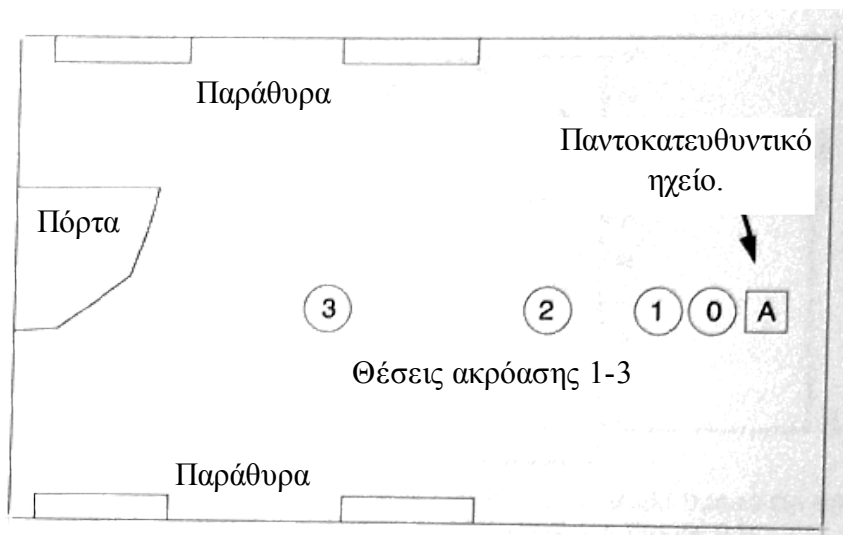 Παράθυρα
Παντοκατευθυντικό
ηχείο.
Πόρτα
3
2
1
0
A
Θέσεις ακρόασης 1-3
Παράθυρα